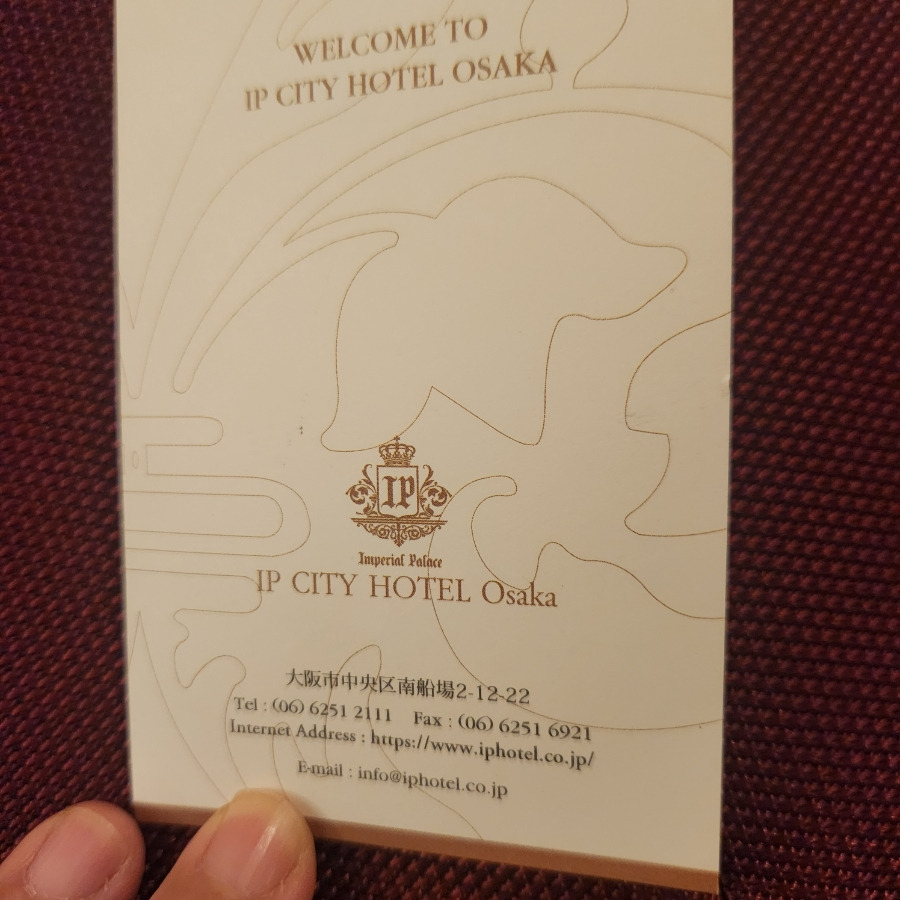 WELCOME TO
IP CITY HOTEL OSAKA
IP
Imperial Palace
IP CITY HOTEL Osaka
大阪市中央区南船場2-12-22
Tel : (06) 6251 2111 Fax : (06) 6251 6921
Internet Address : https://www.iphotel.co.jp/
E-mail : info@iphotel.co.jp